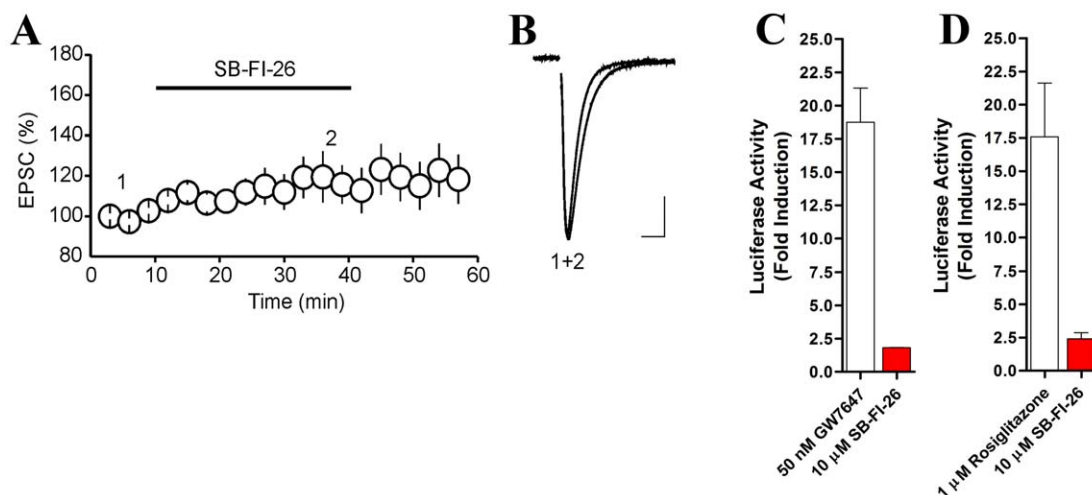 A
SB-FI-26
EPSC (%)
180
160
140
120
100
80
1
2
0 10 20 30 40 50 60
Time (min)
B
1+2
C
Luciferase Activity
(Fold Induction)
25.0
22.5
20.0
17.5
15.0
12.5
10.0
7.5
5.0
2.5
0.0
50 nM GW7647
10 μM SB-FI-26
D
Luciferase Activity
(Fold Induction)
25.0
22.5
20.0
17.5
15.0
12.5
10.0
7.5
5.0
2.5
0.0
1 μM Rosiglitazone
10 μM SB-FI-26